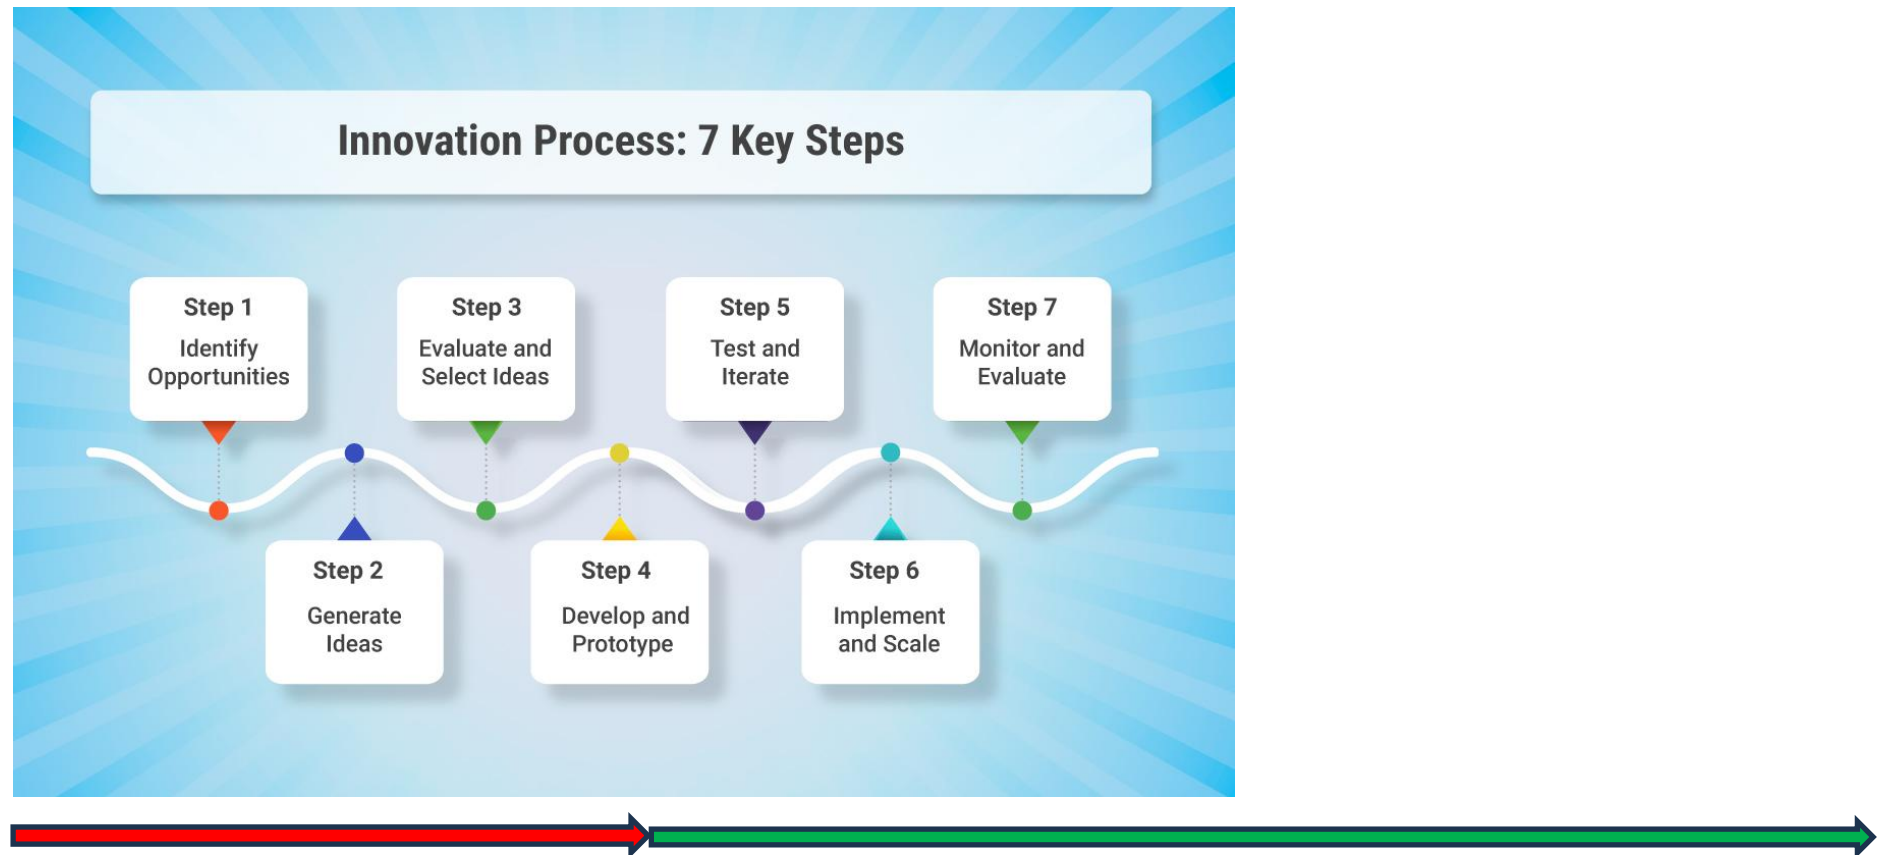 Innovation Process: 7 Key Steps
Step 1
Identify
Opportunities
Step 2
Generate
Ideas
Step 3
Evaluate and
Select Ideas
Step 4
Develop and
Prototype
Step 5
Test and
Iterate
Step 6
Implement
and Scale
Step 7
Monitor and
Evaluate